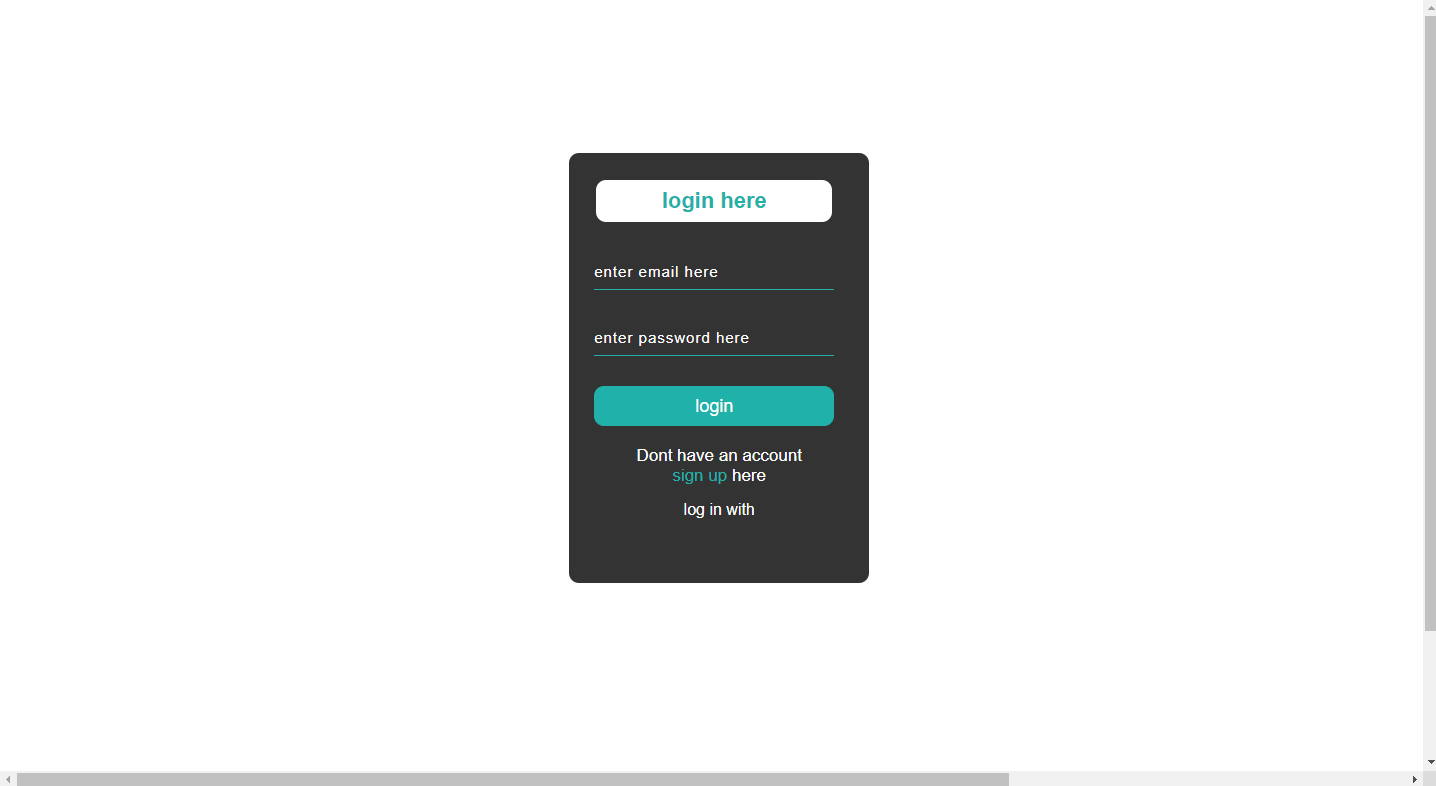 login here
enter email here
enter password here
login
Dont have an account
sign up here
log in with